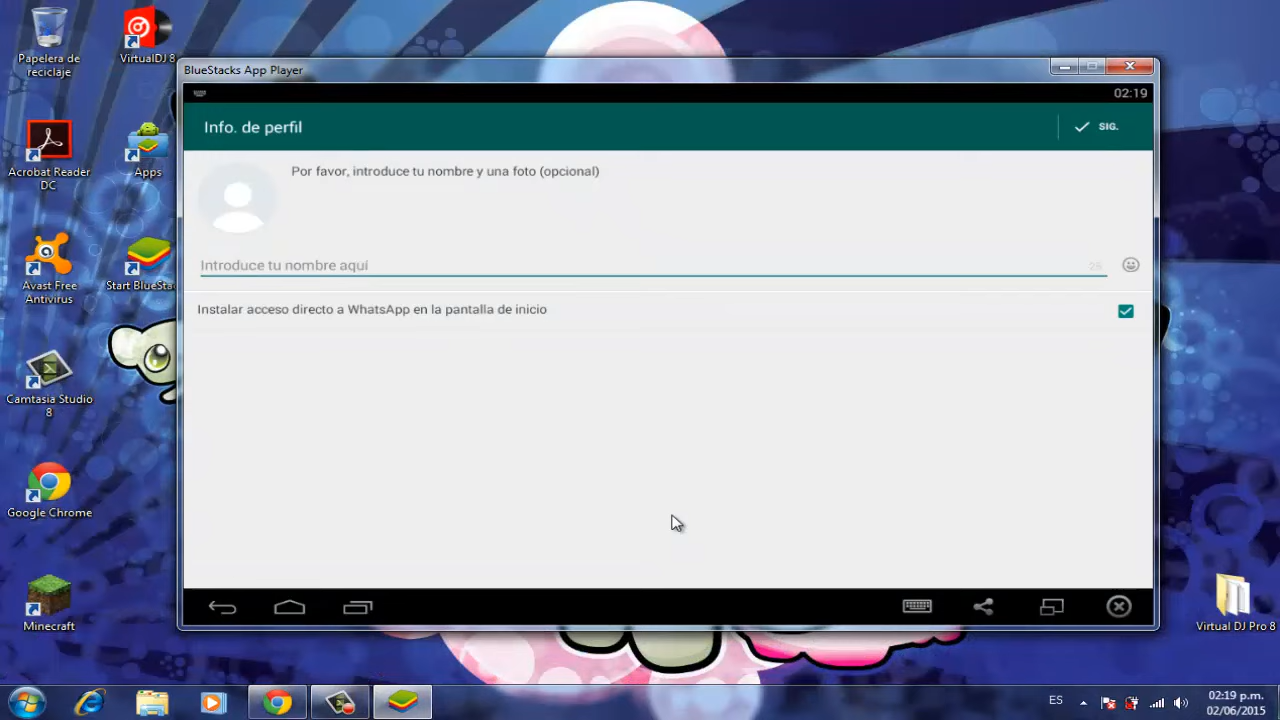 Papelera de
reciclaje
VirtualDJ 8
Acrobat Reader
DC
Apps
Avast Free
Antivirus
Start BlueStac
Camtasia Studio
8
Google Chrome
Minecraft
Virtual DJ Pro 8
BlueStacks App Player
02:19
Info. de perfil
SIG.
Por favor, introduce tu nombre y una foto (opcional)
Introduce tu nombre aquí
25
Instalar acceso directo a WhatsApp en la pantalla de inicio
ES
02:19 p.m.
02/06/2015